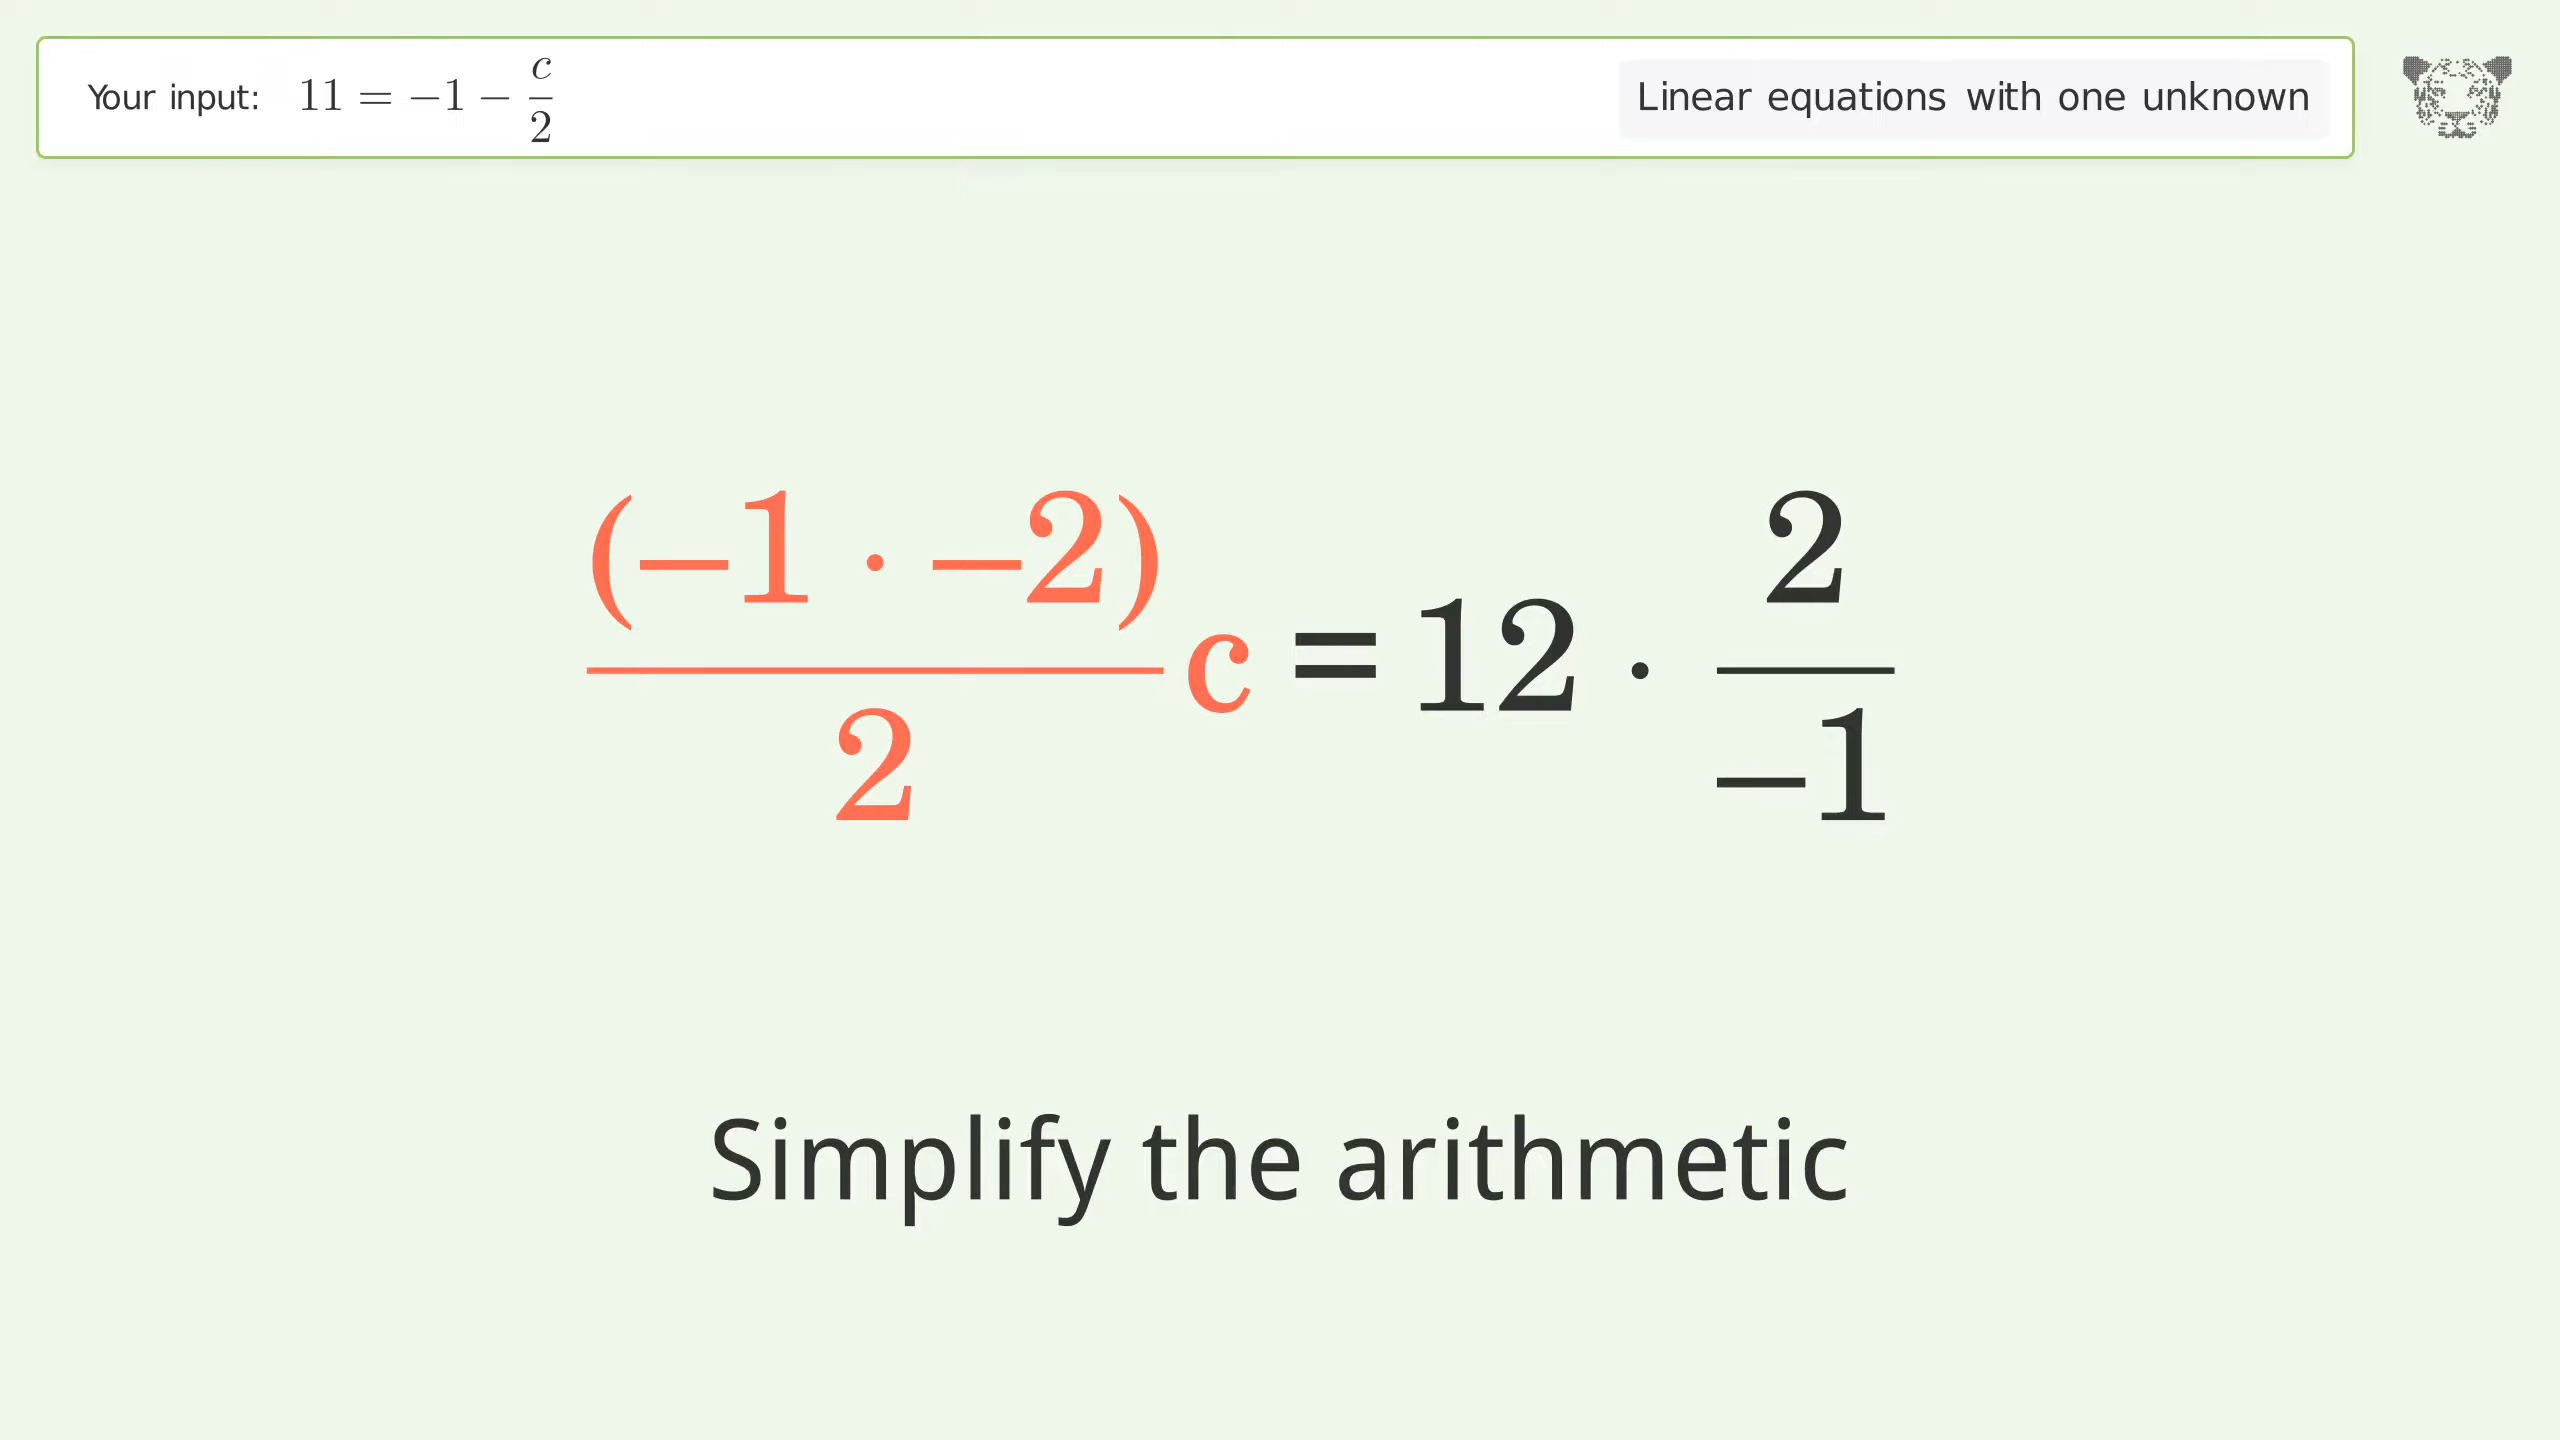 Your input: 11 = −1 − c/2
Linear equations with one unknown
(−1 · −2)/2 c = 12 · 2/−1
Simplify the arithmetic